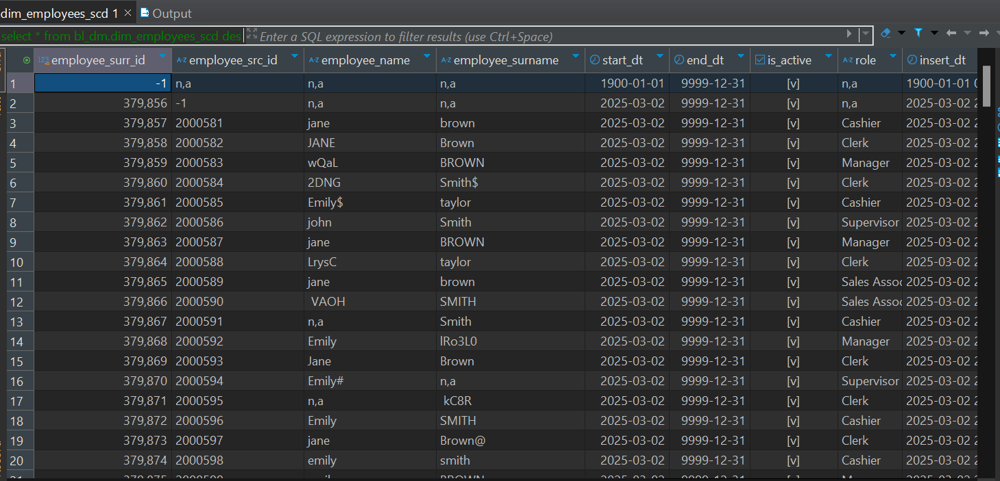 dim_employees_scd 1 × Output
select * from bl_dm.dim_employees_scd des Enter a SQL expression to filter results (use Ctrl+Space)
123 employee_surr_id A-Z employee_src_id A-Z employee_name A-Z employee_surname start_dt end_dt is_active A-Z role insert_dt
1 -1 n,a n,a n,a 1900-01-01 9999-12-31 [v] n,a 1900-01-01 0
2 379,856 -1 n,a n,a 2025-03-02 9999-12-31 [v] n,a 2025-03-02 2
3 379,857 2000581 jane brown 2025-03-02 9999-12-31 [v] Cashier 2025-03-02 2
4 379,858 2000582 JANE Brown 2025-03-02 9999-12-31 [v] Clerk 2025-03-02 2
5 379,859 2000583 wQaL BROWN 2025-03-02 9999-12-31 [v] Manager 2025-03-02 2
6 379,860 2000584 2DNG Smith$ 2025-03-02 9999-12-31 [v] Clerk 2025-03-02 2
7 379,861 2000585 Emily$ taylor 2025-03-02 9999-12-31 [v] Cashier 2025-03-02 2
8 379,862 2000586 john Smith 2025-03-02 9999-12-31 [v] Supervisor 2025-03-02 2
9 379,863 2000587 jane BROWN 2025-03-02 9999-12-31 [v] Manager 2025-03-02 2
10 379,864 2000588 LrysC taylor 2025-03-02 9999-12-31 [v] Clerk 2025-03-02 2
11 379,865 2000589 jane brown 2025-03-02 9999-12-31 [v] Sales Asso 2025-03-02 2
12 379,866 2000590 VAOH SMITH 2025-03-02 9999-12-31 [v] Sales Asso 2025-03-02 2
13 379,867 2000591 n,a Smith 2025-03-02 9999-12-31 [v] Cashier 2025-03-02 2
14 379,868 2000592 Emily lRo3L0 2025-03-02 9999-12-31 [v] Manager 2025-03-02 2
15 379,869 2000593 Jane Brown 2025-03-02 9999-12-31 [v] Clerk 2025-03-02 2
16 379,870 2000594 Emily# n,a 2025-03-02 9999-12-31 [v] Supervisor 2025-03-02 2
17 379,871 2000595 n,a kC8R 2025-03-02 9999-12-31 [v] Clerk 2025-03-02 2
18 379,872 2000596 Emily SMITH 2025-03-02 9999-12-31 [v] Cashier 2025-03-02 2
19 379,873 2000597 jane Brown@ 2025-03-02 9999-12-31 [v] Clerk 2025-03-02 2
20 379,874 2000598 emily smith 2025-03-02 9999-12-31 [v] Cashier 2025-03-02 2